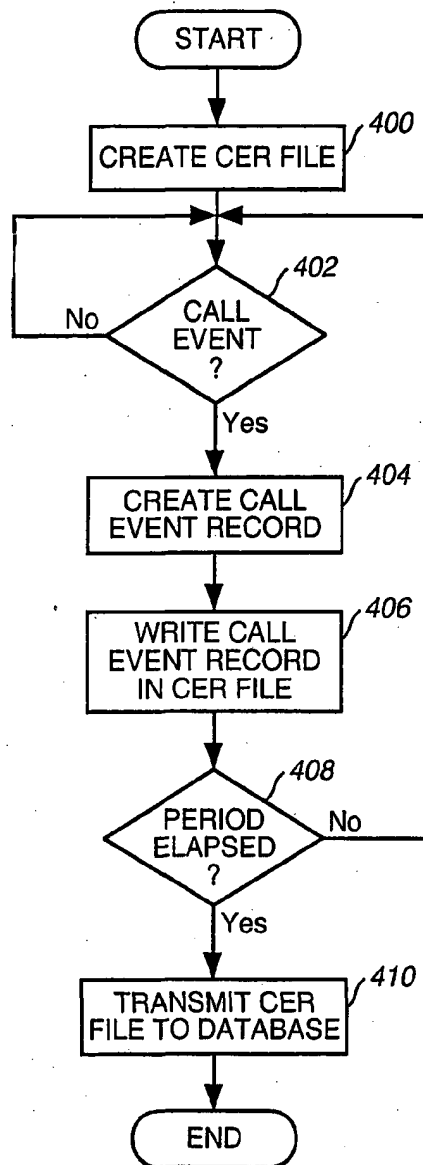 START
400
CREATE CER FILE
402
No
CALL
EVENT
?
Yes
404
CREATE CALL
EVENT RECORD
406
WRITE CALL
EVENT RECORD
IN CER FILE
408
PERIOD
ELAPSED
?
No
Yes
410
TRANSMIT CER
FILE TO DATABASE
END